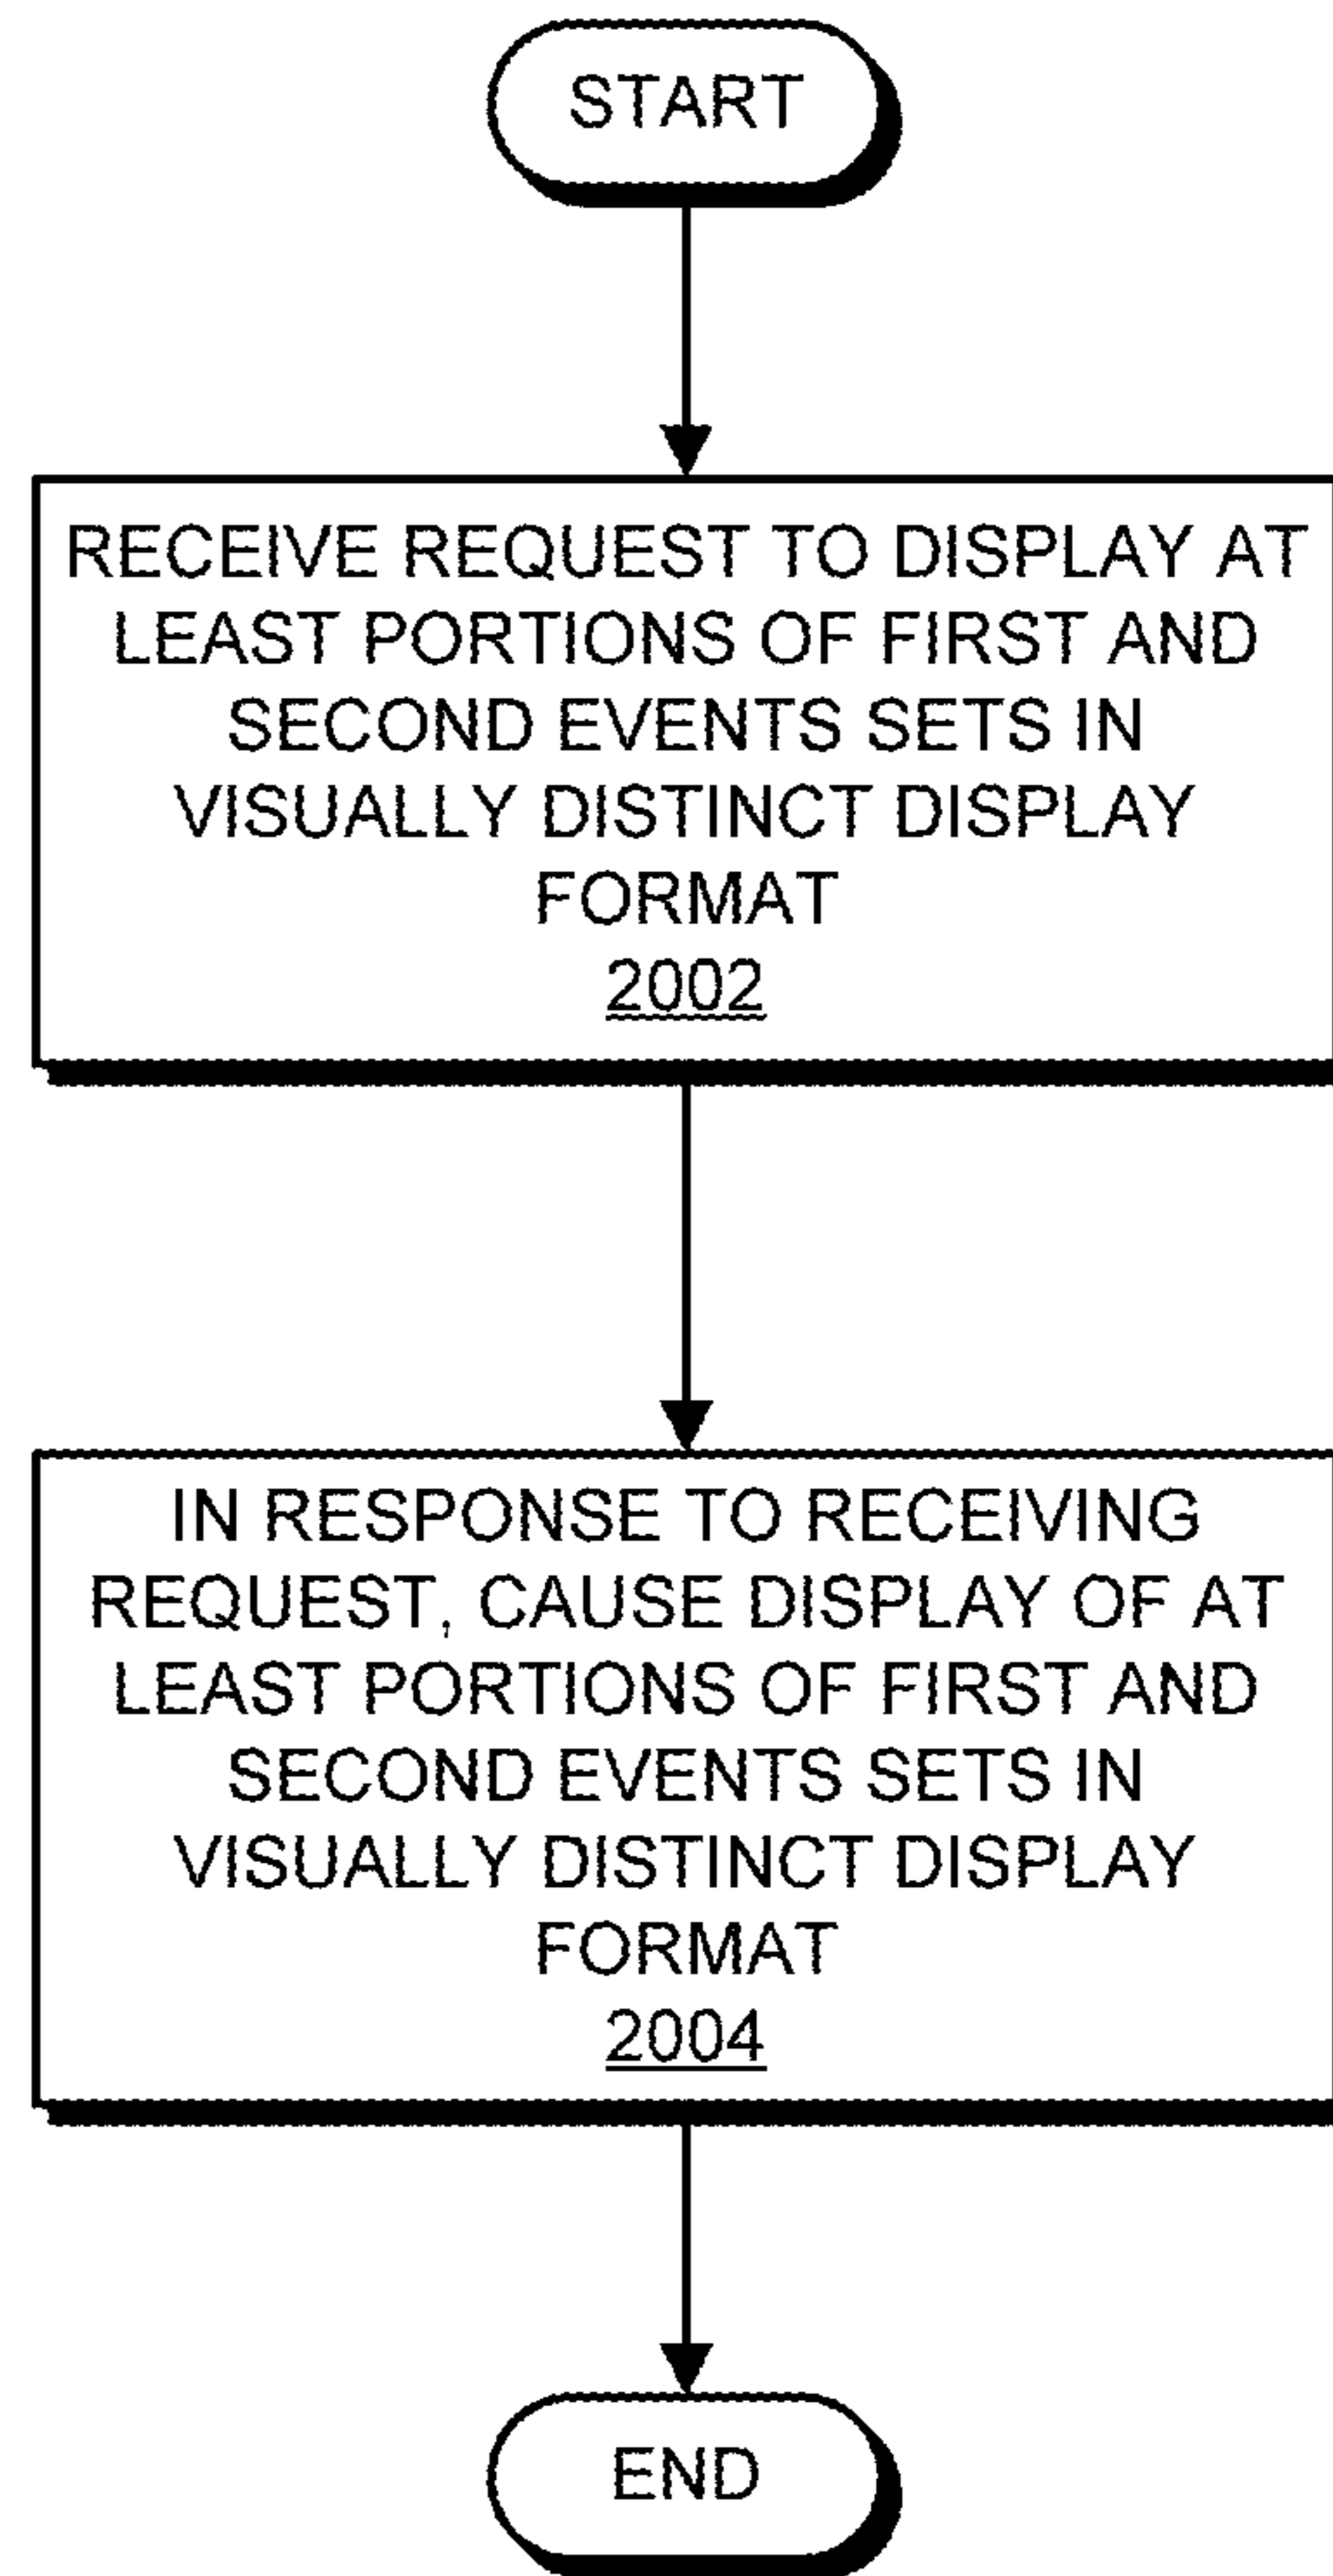 START
RECEIVE REQUEST TO DISPLAY AT
LEAST PORTIONS OF FIRST AND
SECOND EVENTS SETS IN
VISUALLY DISTINCT DISPLAY
FORMAT
2002
IN RESPONSE TO RECEIVING
REQUEST, CAUSE DISPLAY OF AT
LEAST PORTIONS OF FIRST AND
SECOND EVENTS SETS IN
VISUALLY DISTINCT DISPLAY
FORMAT
2004
END